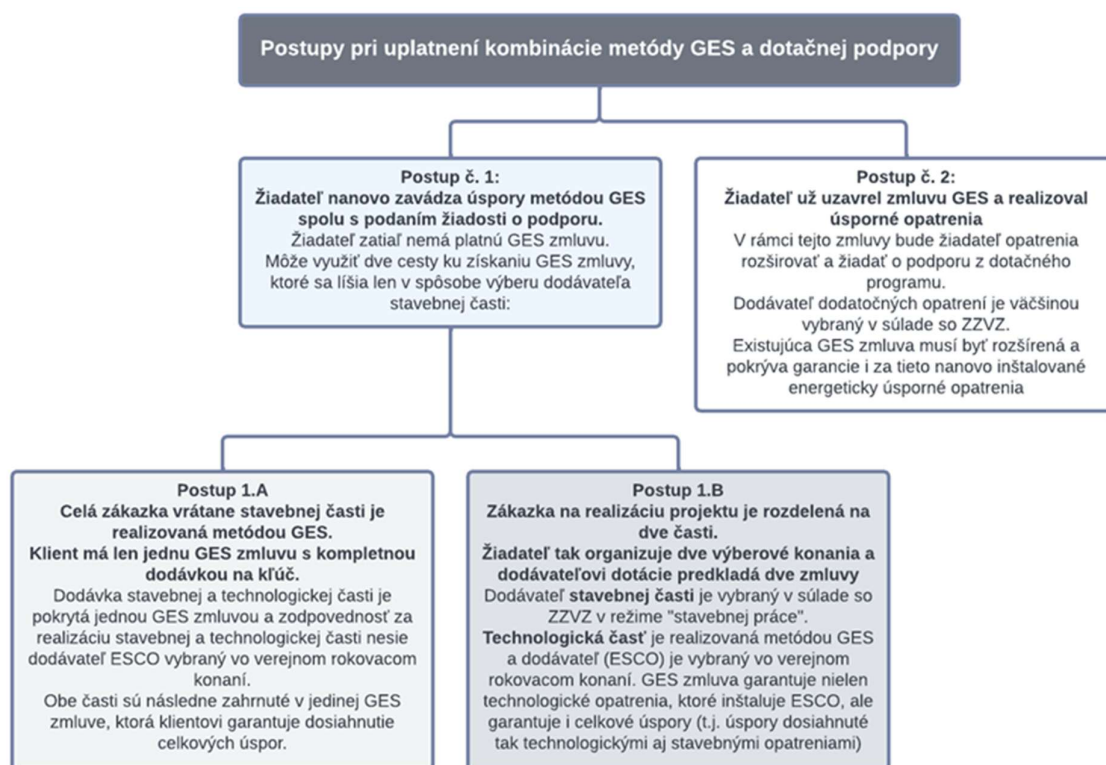 Postupy pri uplatnení kombinácie metódy GES a dotačnej podpory
Postup č. 1:
Žiadateľ nanovo zavádza úspory metódou GES
spolu s podaním žiadosti o podporu.
Žiadateľ zatiaľ nemá platnú GES zmluvu.
Môže využiť dve cesty ku získaniu GES zmluvy,
ktoré sa líšia len v spôsobe výberu dodávateľa
stavebnej časti:
Postup č. 2:
Žiadateľ už uzavrel zmluvu GES a realizoval
úsporné opatrenia
V rámci tejto zmluvy bude žiadateľ opatrenia
rozširovať a žiadať o podporu z dotačného
programu.
Dodávateľ dodatočných opatrení je väčšinou
vybraný v súlade so ZZVZ.
Existujúca GES zmluva musí byť rozšírená a
pokrýva garancie i za tieto nanovo inštalované
energeticky úsporné opatrenia
Postup 1.A
Celá zákazka vrátane stavebnej časti je
realizovaná metódou GES.
Klient má len jednu GES zmluvu s kompletnou
dodávkou na kľúč.
Dodávka stavebnej a technologickej časti je
pokrytá jednou GES zmluvou a zodpovednosť za
realizáciu stavebnej a technologickej časti nesie
dodávateľ ESCO vybraný vo verejnom rokovacom
konaní.
Obe časti sú následne zahrnuté v jedinej GES
zmluve, ktorá klientovi garantuje dosiahnutie
celkových úspor.
Postup 1.B
Zákazka na realizáciu projektu je rozdelená na
dve časti.
Žiadateľ tak organizuje dve výberové konania a
dodávateľovi dotácie predkladá dve zmluvy
Dodávateľ stavebnej časti je vybraný v súlade so
ZZVZ v režime "stavebnej práce".
Technologická časť je realizovaná metódou GES
a dodávateľ (ESCO) je vybraný vo verejnom
rokovacom konaní. GES zmluva garantuje nielen
technologické opatrenia, ktoré inštaluje ESCO, ale
garantuje i celkové úspory (t.j. úspory dosiahnuté
tak technologickými aj stavebnými opatreniami)